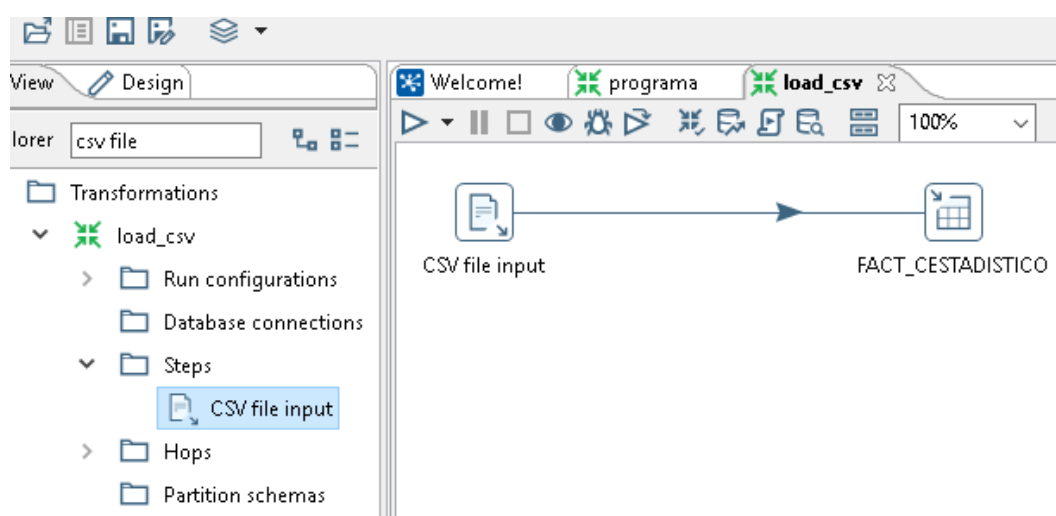 View Design
Welcome! programa load_csv
lorer csv file
100%
Transformations
load_csv
Run configurations
Database connections
Steps
CSV file input
Hops
Partition schemas
CSV file input FACT_CESTADISTICO